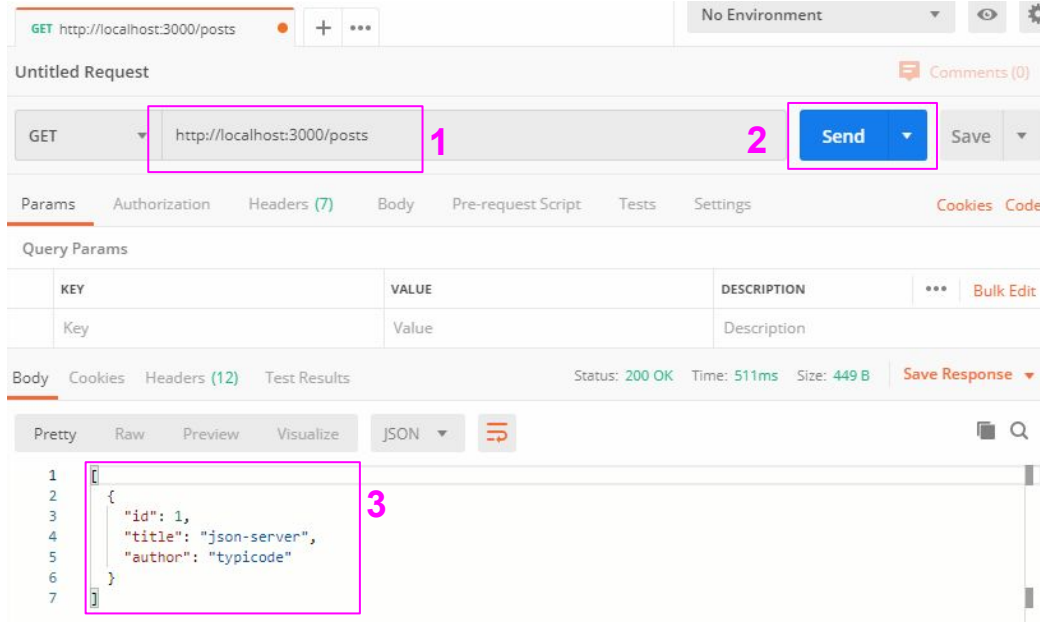 GET http://localhost:3000/posts + ••• No Environment
Untitled Request Comments (0)
GET http://localhost:3000/posts 1 2 Send Save
Params Authorization Headers (7) Body Pre-request Script Tests Settings Cookies Code
Query Params
KEY VALUE DESCRIPTION ••• Bulk Edit
Key Value Description
Body Cookies Headers (12) Test Results Status: 200 OK Time: 511ms Size: 449 B Save Response
Pretty Raw Preview Visualize JSON
1 [
2 {
3 "id": 1, 3
4 "title": "json-server",
5 "author": "typicode"
6 }
7 ]